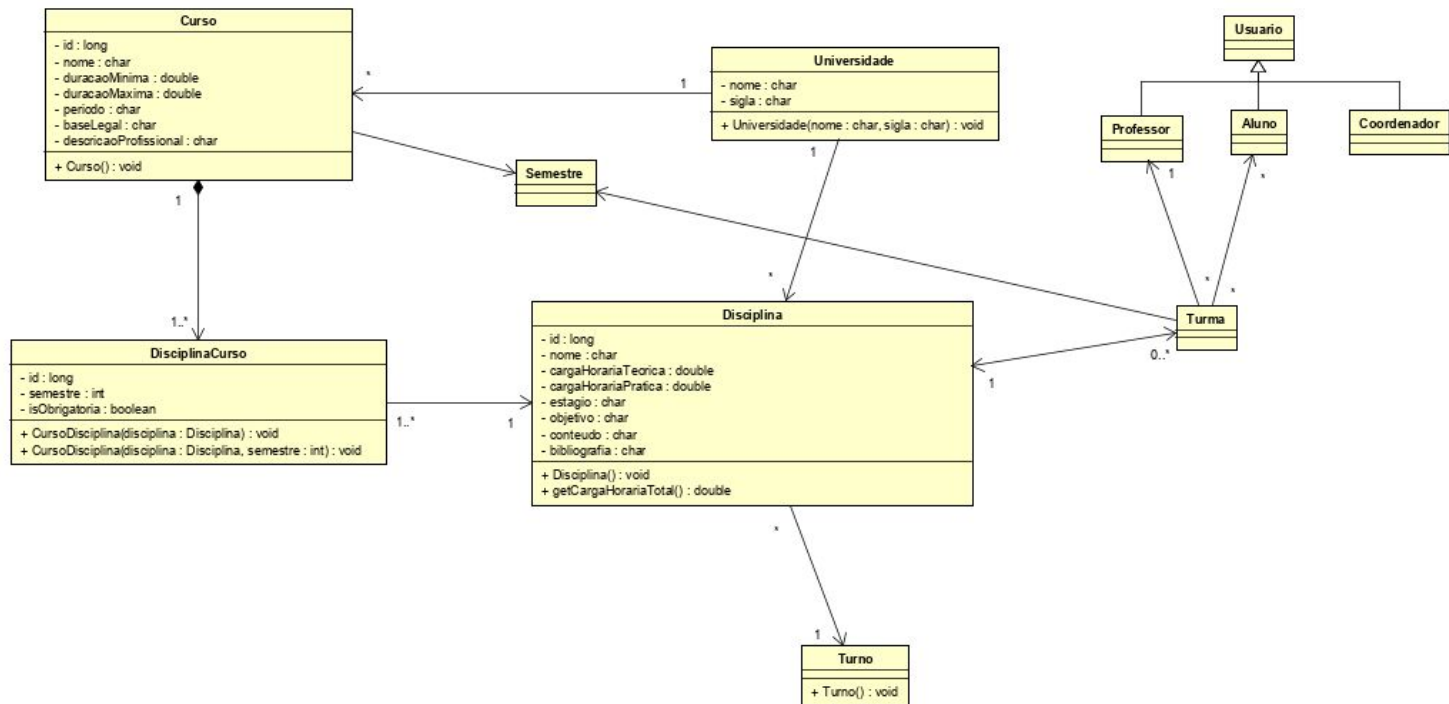 Curso
- id : long
- nome : char
- duracaoMinima : double
- duracaoMaxima : double
- periodo : char
- baseLegal : char
- descricaoProfissional : char
+ Curso() : void
Universidade
- nome : char
- sigla : char
+ Universidade(nome : char, sigla : char) : void
Usuario
Professor
Aluno
Coordenador
*
1
1
1
Semestre
1
*
*
*
1..*
*
Turma
0..*
1
DisciplinaCurso
- id : long
- semestre : int
- isObrigatoria : boolean
+ CursoDisciplina(disciplina : Disciplina) : void
+ CursoDisciplina(disciplina : Disciplina, semestre : int) : void
1..*
1
Disciplina
- id : long
- nome : char
- cargaHorariaTeorica : double
- cargaHorariaPratica : double
- estagio : char
- objetivo : char
- conteudo : char
- bibliografia : char
+ Disciplina() : void
+ getCargaHorariaTotal() : double
*
*
1
Turno
+ Turno() : void